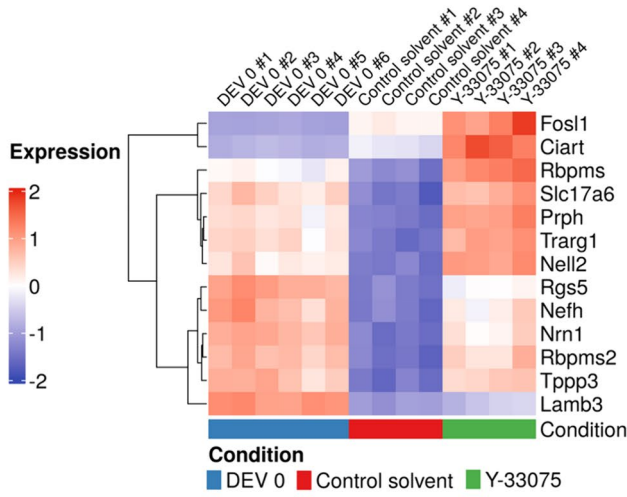 DEV 0 #1
DEV 0 #2
DEV 0 #3
DEV 0 #4
DEV 0 #5
DEV 0 #6
Control solvent #1
Control solvent #2
Control solvent #3
Control solvent #4
Y-33075 #1
Y-33075 #2
Y-33075 #3
Y-33075 #4
Expression
2
1
0
-1
-2
Fosl1
Ciart
Rbpms
Slc17a6
Prph
Trarg1
Nell2
Rgs5
Nefh
Nrn1
Rbpms2
Tppp3
Lamb3
Condition
Condition
DEV 0 Control solvent Y-33075